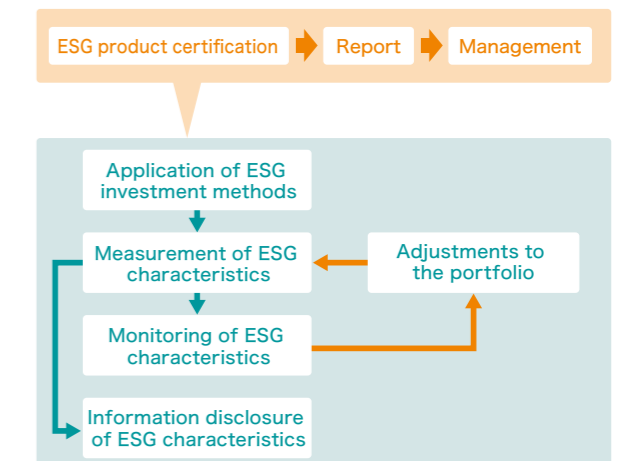 ESG product certification
Report
Management
Application of ESG
investment methods
Measurement of ESG
characteristics
Adjustments to
the portfolio
Monitoring of ESG
characteristics
Information disclosure
of ESG characteristics